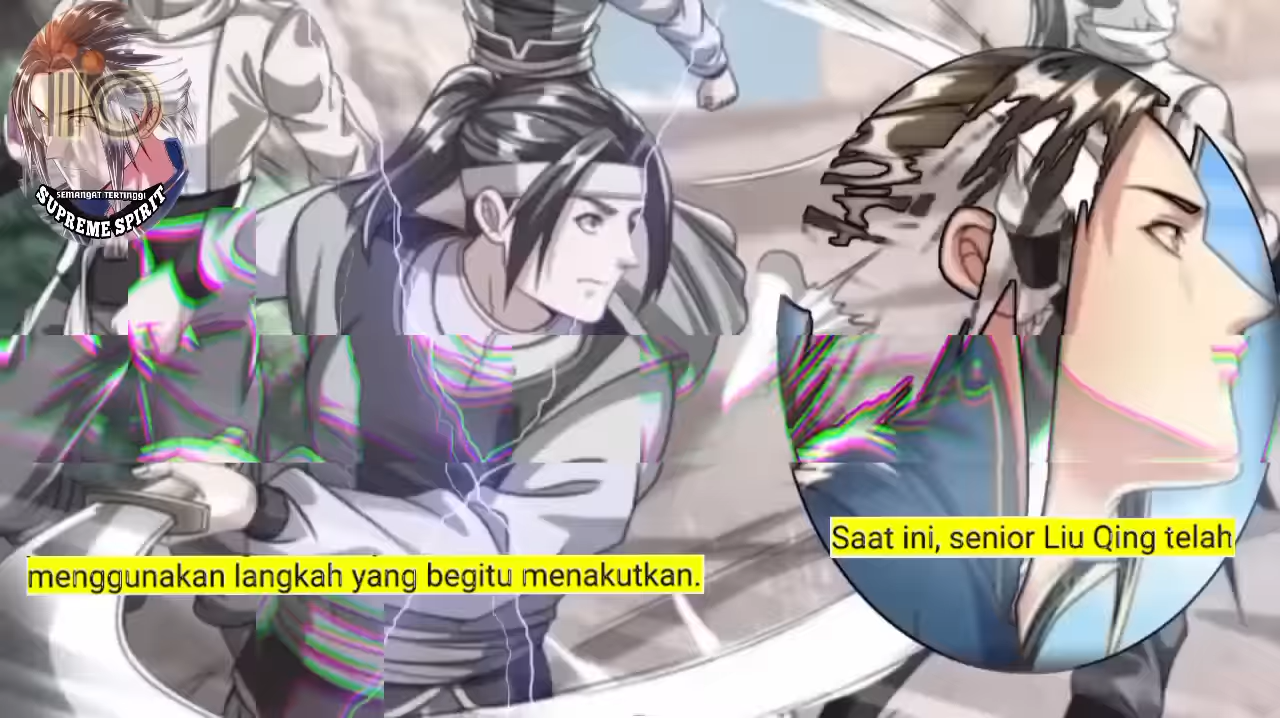 SEMANGAT TERTINGGI
SUPREME SPIRIT
Saat ini, senior Liu Qing telah
menggunakan langkah yang begitu menakutkan.